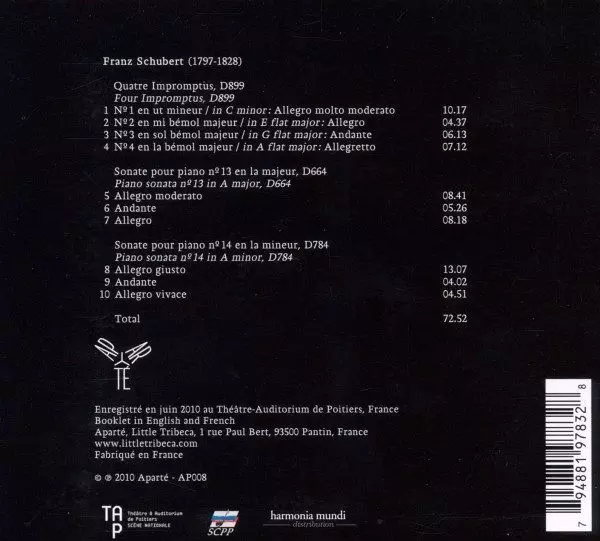 Franz Schubert (1797-1828)
Quatre Impromptus, D899
Four Impromptus, D899
1 Nº1 en ut mineur / in C minor: Allegro molto moderato 10.17
2 Nº2 en mi bémol majeur / in E flat major: Allegro 04.37
3 Nº3 en sol bémol majeur / in G flat major: Andante 06.13
4 Nº4 en la bémol majeur / in A flat major: Allegretto 07.12
Sonate pour piano nº13 en la majeur, D664
Piano sonata nº13 in A major, D664
5 Allegro moderato 08.41
6 Andante 05.26
7 Allegro 08.18
Sonate pour piano nº14 en la mineur, D784
Piano sonata nº14 in A minor, D784
8 Allegro giusto 13.07
9 Andante 04.02
10 Allegro vivace 04.51
Total 72.52
APARTÉ
Enregistré en juin 2010 au Théâtre-Auditorium de Poitiers, France
Booklet in English and French
Aparté, Little Tribeca, 1 rue Paul Bert, 93500 Pantin, France
www.littletribeca.com
Fabriqué en France
© ℗ 2010 Aparté - AP008
TAP
Théâtre & Auditorium
de Poitiers
SCÈNE NATIONALE
SCPP
harmonia mundi
distribution
7 94881 97832 8